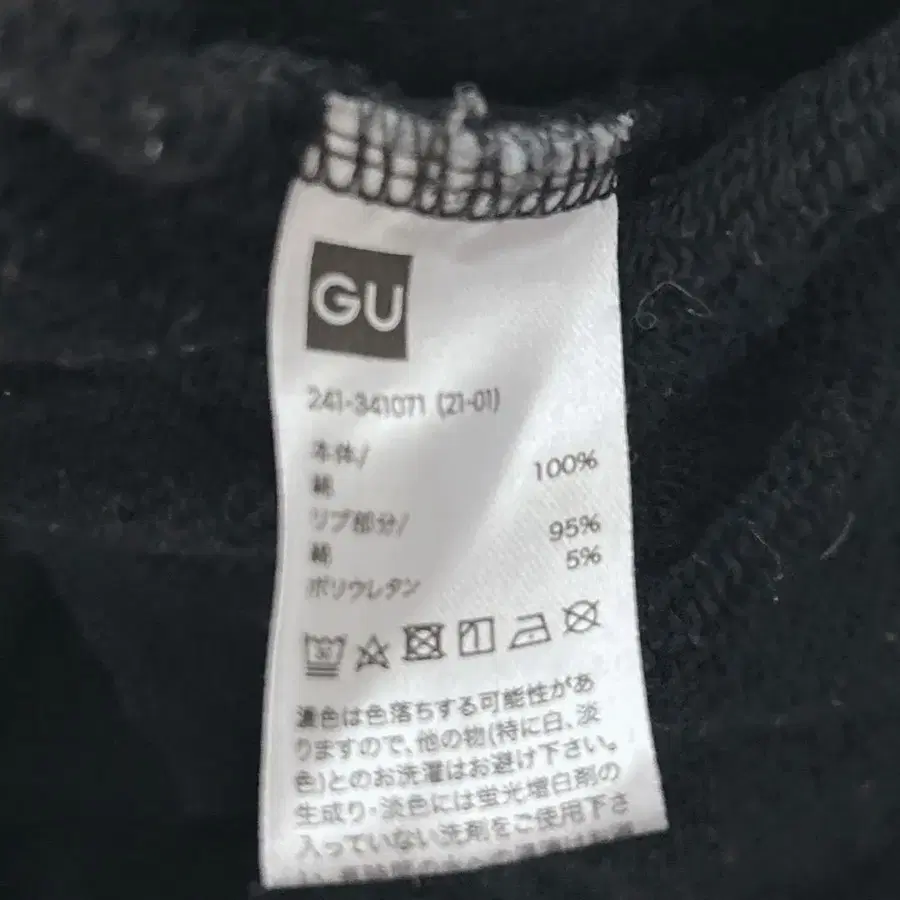 GU
241-341071 (21-01)
本体/
綿 100%
リブ部分/
綿 95%
ポリウレタン 5%
30
濃色は色落ちする可能性があ
りますので、他の物(特に白、淡
色)とのお洗濯はお避け下さい。
生成り・淡色には蛍光増白剤の
入っていない洗剤をご使用下さ